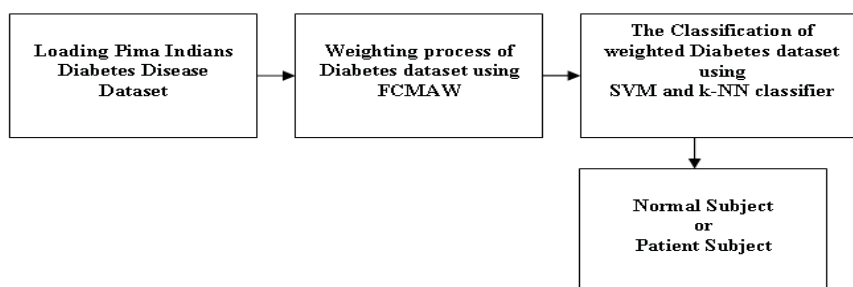 Loading Pima Indians
Diabetes Disease
Dataset
Weighting process of
Diabetes dataset using
FCMAW
The Classification of
weighted Diabetes dataset
using
SVM and k-NN classifier
Normal Subject
or
Patient Subject